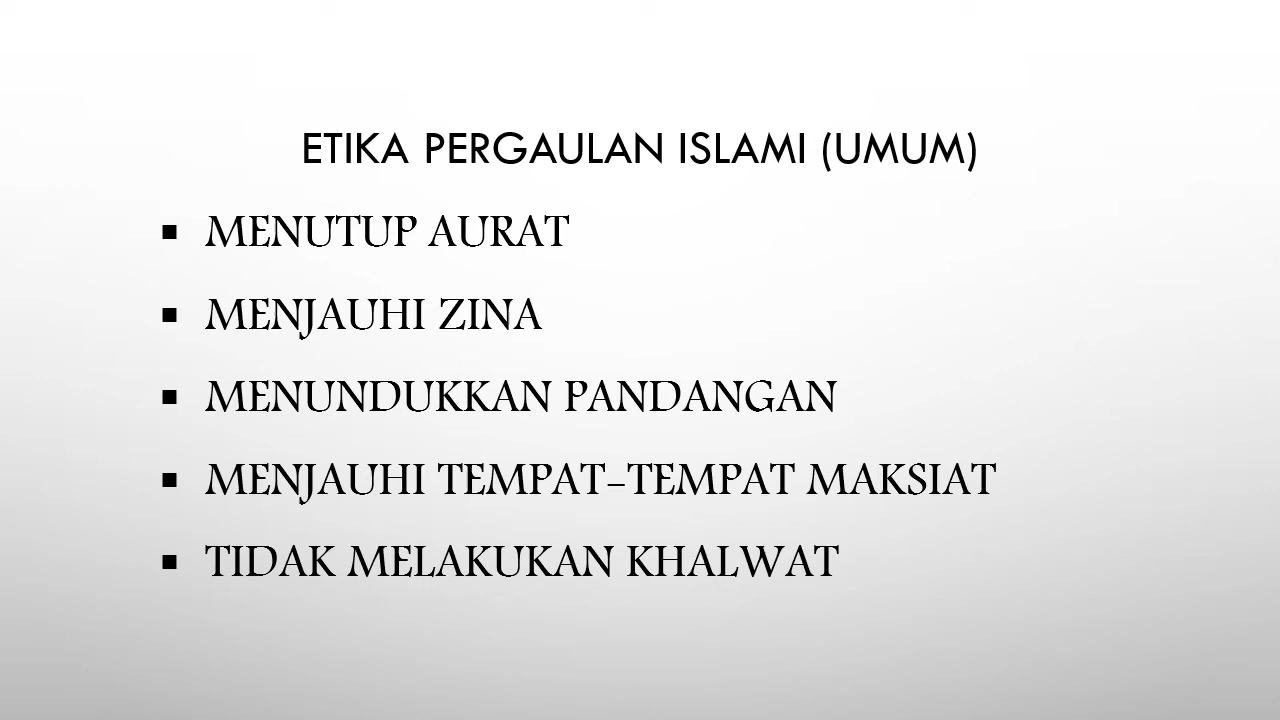 ETIKA PERGAULAN ISLAMI (UMUM)
▪ MENUTUP AURAT
▪ MENJAUHI ZINA
▪ MENUNDUKKAN PANDANGAN
▪ MENJAUHI TEMPAT-TEMPAT MAKSIAT
▪ TIDAK MELAKUKAN KHALWAT